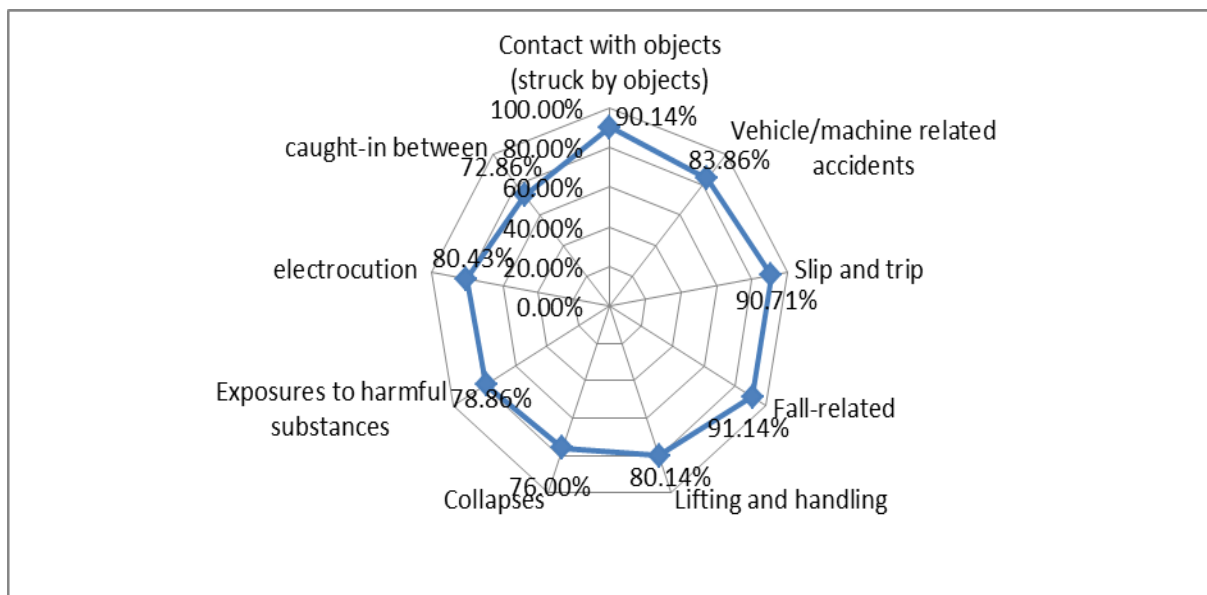 Contact with objects
(struck by objects)
100.00%
90.14%
Vehicle/machine related
accidents
83.86%
caught-in between
72.86%
80.00%
60.00%
40.00%
20.00%
0.00%
electrocution
80.43%
Slip and trip
90.71%
Exposures to harmful
substances
78.86%
Fall-related
91.14%
Collapses
76.00%
80.14%
Lifting and handling